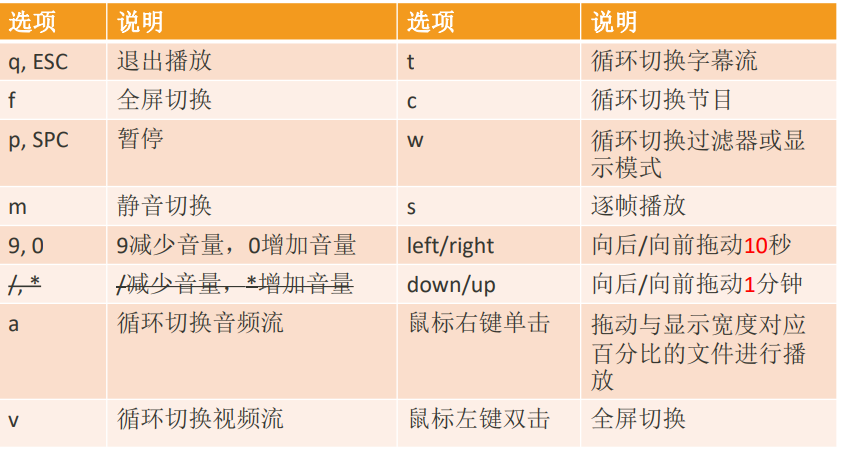 选项 说明 选项 说明
q, ESC 退出播放 t 循环切换字幕流
f 全屏切换 c 循环切换节目
p, SPC 暂停 w 循环切换过滤器或显
示模式
m 静音切换 s 逐帧播放
9, 0 9减少音量，0增加音量 left/right 向后/向前拖动10秒
/, * /减少音量，*增加音量 down/up 向后/向前拖动1分钟
a 循环切换音频流 鼠标右键单击 拖动与显示宽度对应
百分比的文件进行播
放
v 循环切换视频流 鼠标左键双击 全屏切换